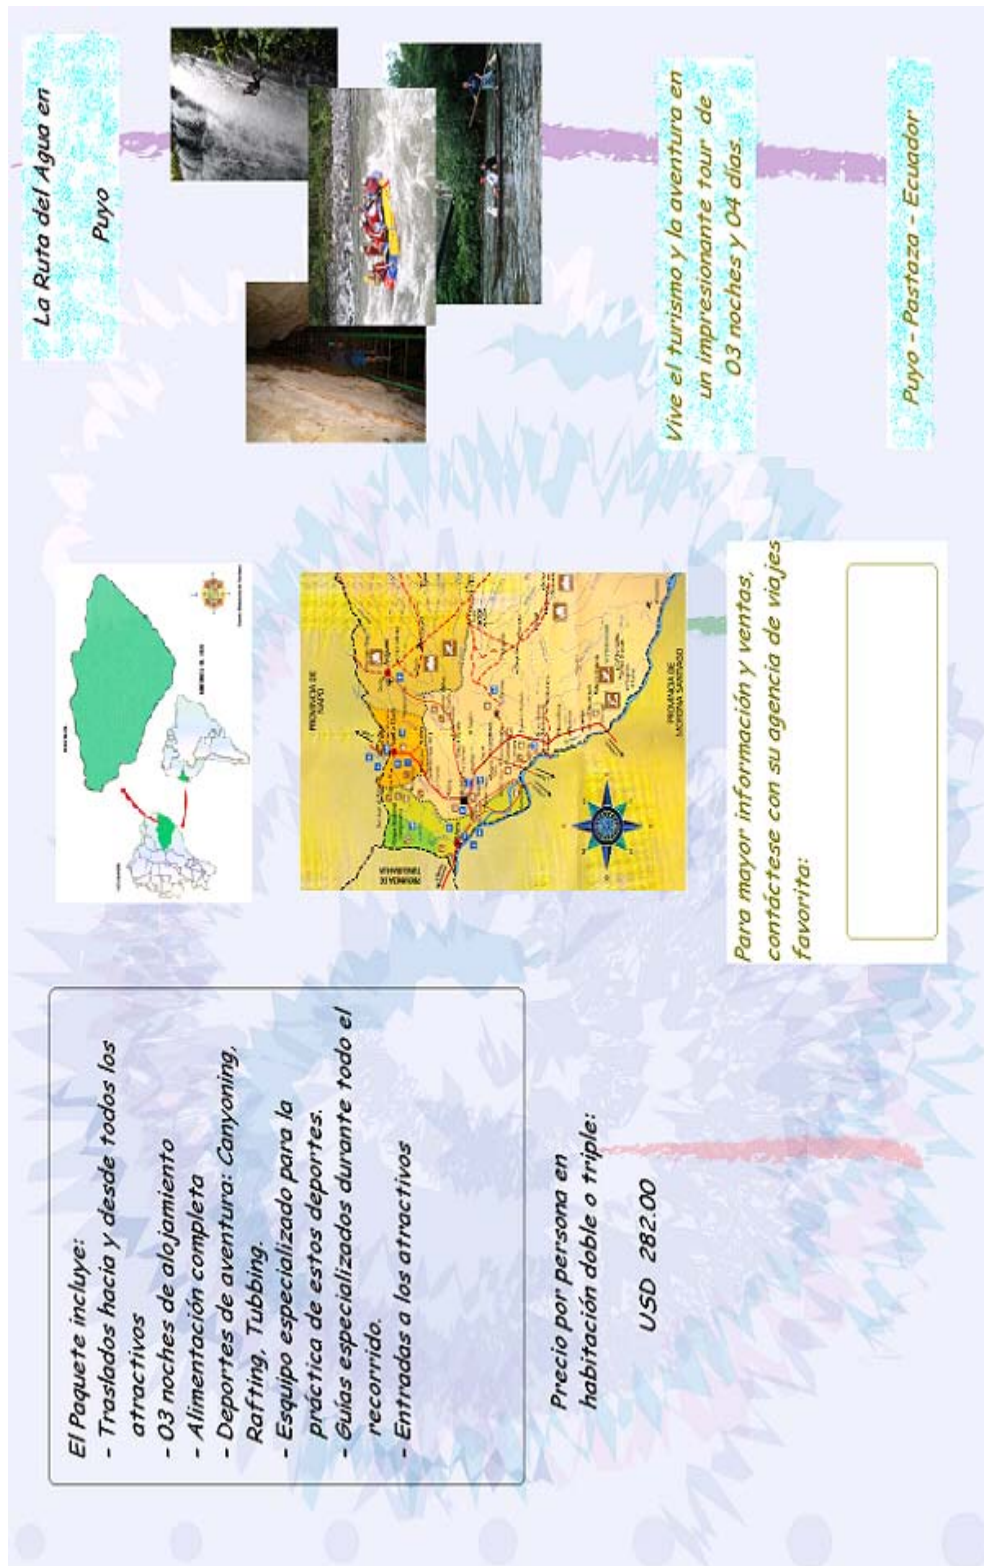 El Paquete incluye:
- Traslados hacia y desde todos los
atractivos
- 03 noches de alojamiento
- Alimentación completa
- Deportes de aventura: Canyoning,
Rafting, Tubbing.
- Esquipo especializado para la
práctica de estos deportes.
- Guías especializados durante todo el
recorrido.
- Entradas a los atractivos
Precio por persona en
habitación doble o triple:
USD 282.00
PROVINCIA DE
NAPO
PROVINCIA DE
TUNGURAHUA
PROVINCIA DE
MORONA SANTIAGO
Para mayor información y ventas,
contáctese con su agencia de viajes
favorita:
La Ruta del Agua en
Puyo
Vive el turismo y la aventura en
un impresionante tour de
03 noches y 04 días.
Puyo - Pastaza - Ecuador